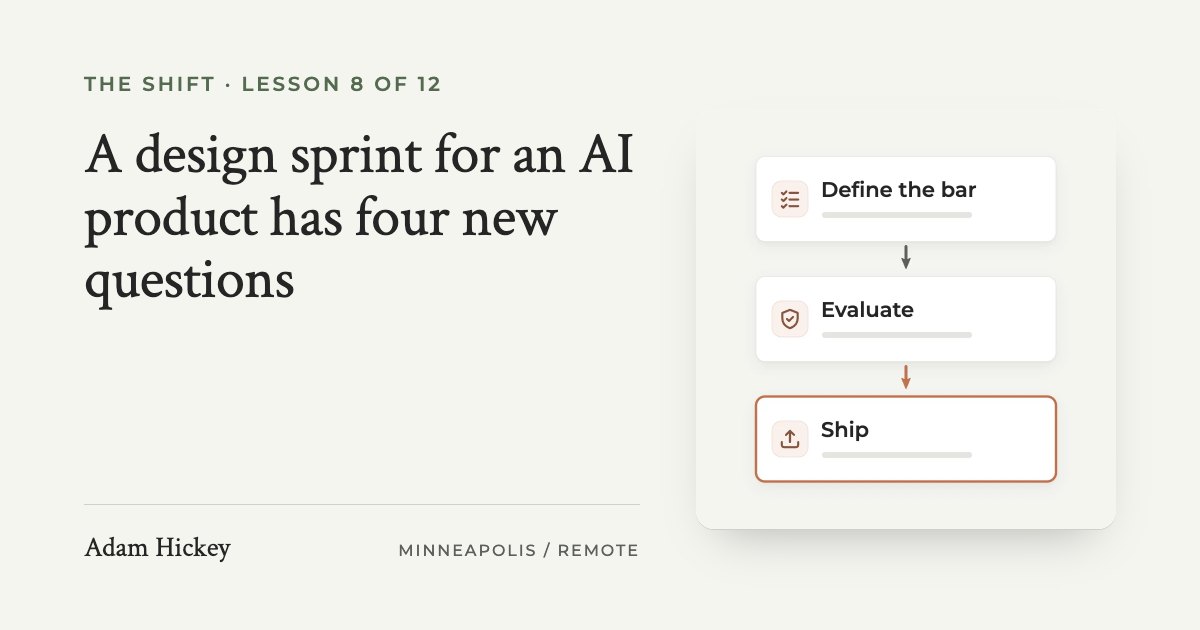 THE SHIFT · LESSON 8 OF 12
A design sprint for an AI
product has four new
questions
Adam Hickey
MINNEAPOLIS / REMOTE
Define the bar
Evaluate
Ship